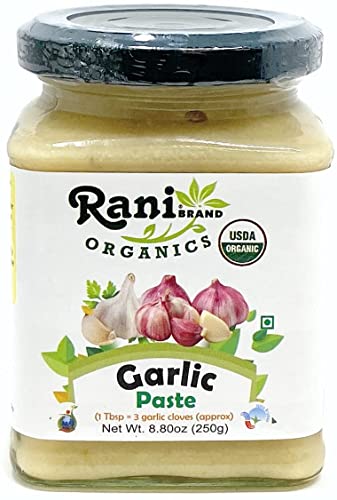 Rani BRAND
ORGANICS
USDA
ORGANIC
Garlic
Paste
(1 Tbsp = 3 garlic cloves (approx)
Net Wt. 8.80oz (250g)